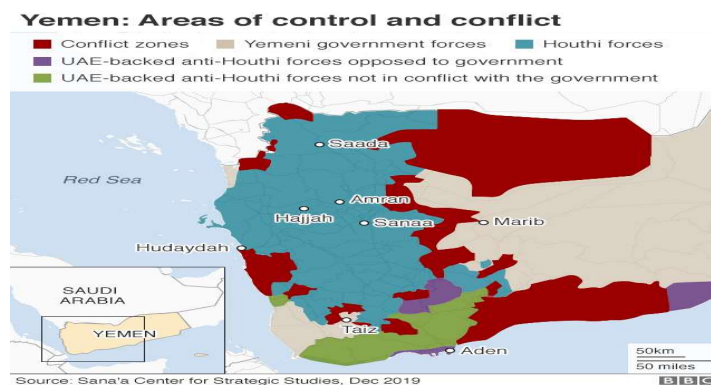 Yemen: Areas of control and conflict
Conflict zones Yemeni government forces Houthi forces
UAE-backed anti-Houthi forces opposed to government
UAE-backed anti-Houthi forces not in conflict with the government
Saada
Red Sea
Amran
Hajjah
Sanaa
Marib
Hudaydah
SAUDI
ARABIA
YEMEN
Taiz
Aden
50km
50 miles
Source: Sana'a Center for Strategic Studies, Dec 2019
BBC